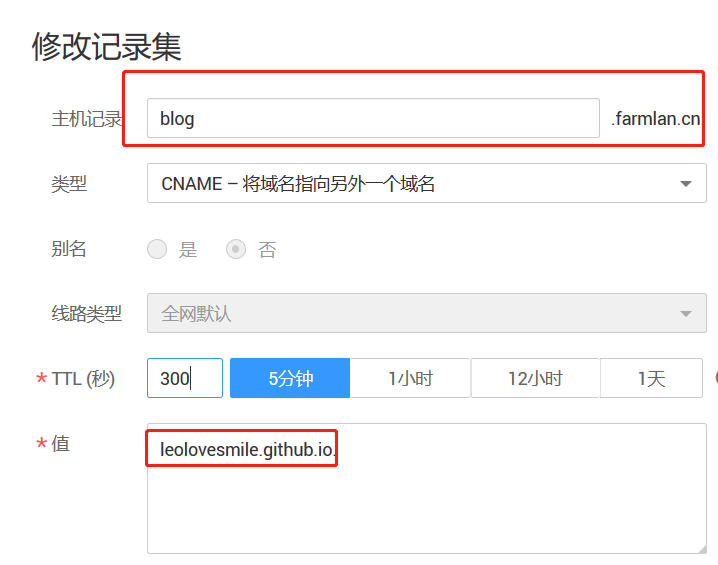 修改记录集
主机记录 blog .farmlan.cn.
类型 CNAME – 将域名指向另外一个域名
别名 是 否
线路类型 全网默认
* TTL (秒) 300 5分钟 1小时 12小时 1天
* 值 leolovesmile.github.io.